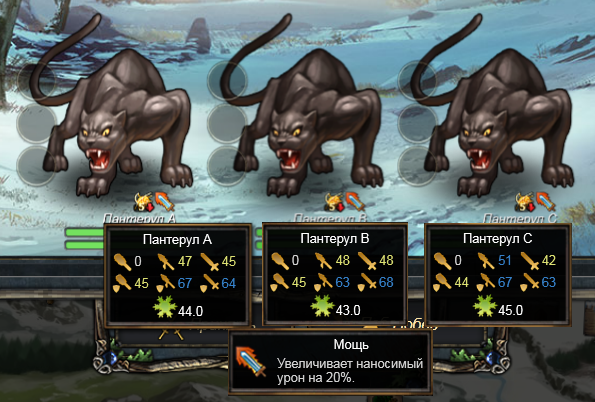 Пантерул А
Пантерул В
Пантерул С
Пантерул А
0 47 45
45 67 64
44.0
Пантерул В
0 48 48
45 63 68
43.0
Пантерул С
0 51 42
44 67 63
45.0
Мощь
Увеличивает наносимый
урон на 20%.